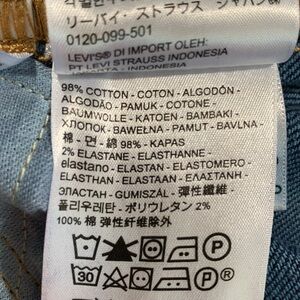 リーバイ・ストラウス ジャパン
0120-099-501
LEVI'S® DI IMPORT OLEH:
PT LEVI STRAUSS INDONESIA
INDONESIA
98% COTTON - COTON - ALGODÓN -
ALGODÃO - PAMUK - COTONE -
BAUMWOLLE - KATOEN - BAMBAKI -
ХЛОПОК - BAWEŁNA - PAMUT - BAVLNA -
棉 - 면 - 綿 98% - KAPAS
2% ELASTANE - ELASTHANNE -
elastano - ELASTAN - ELASTOMERO -
ELASTHAN - ELASTAAN - ELASTANH -
ЭЛАСТАН - GUMISZÁL - 彈性纖維 -
폴리우레탄 - ポリウレタン 2%
100% 棉 弹性纤维除外
P
30
P
®